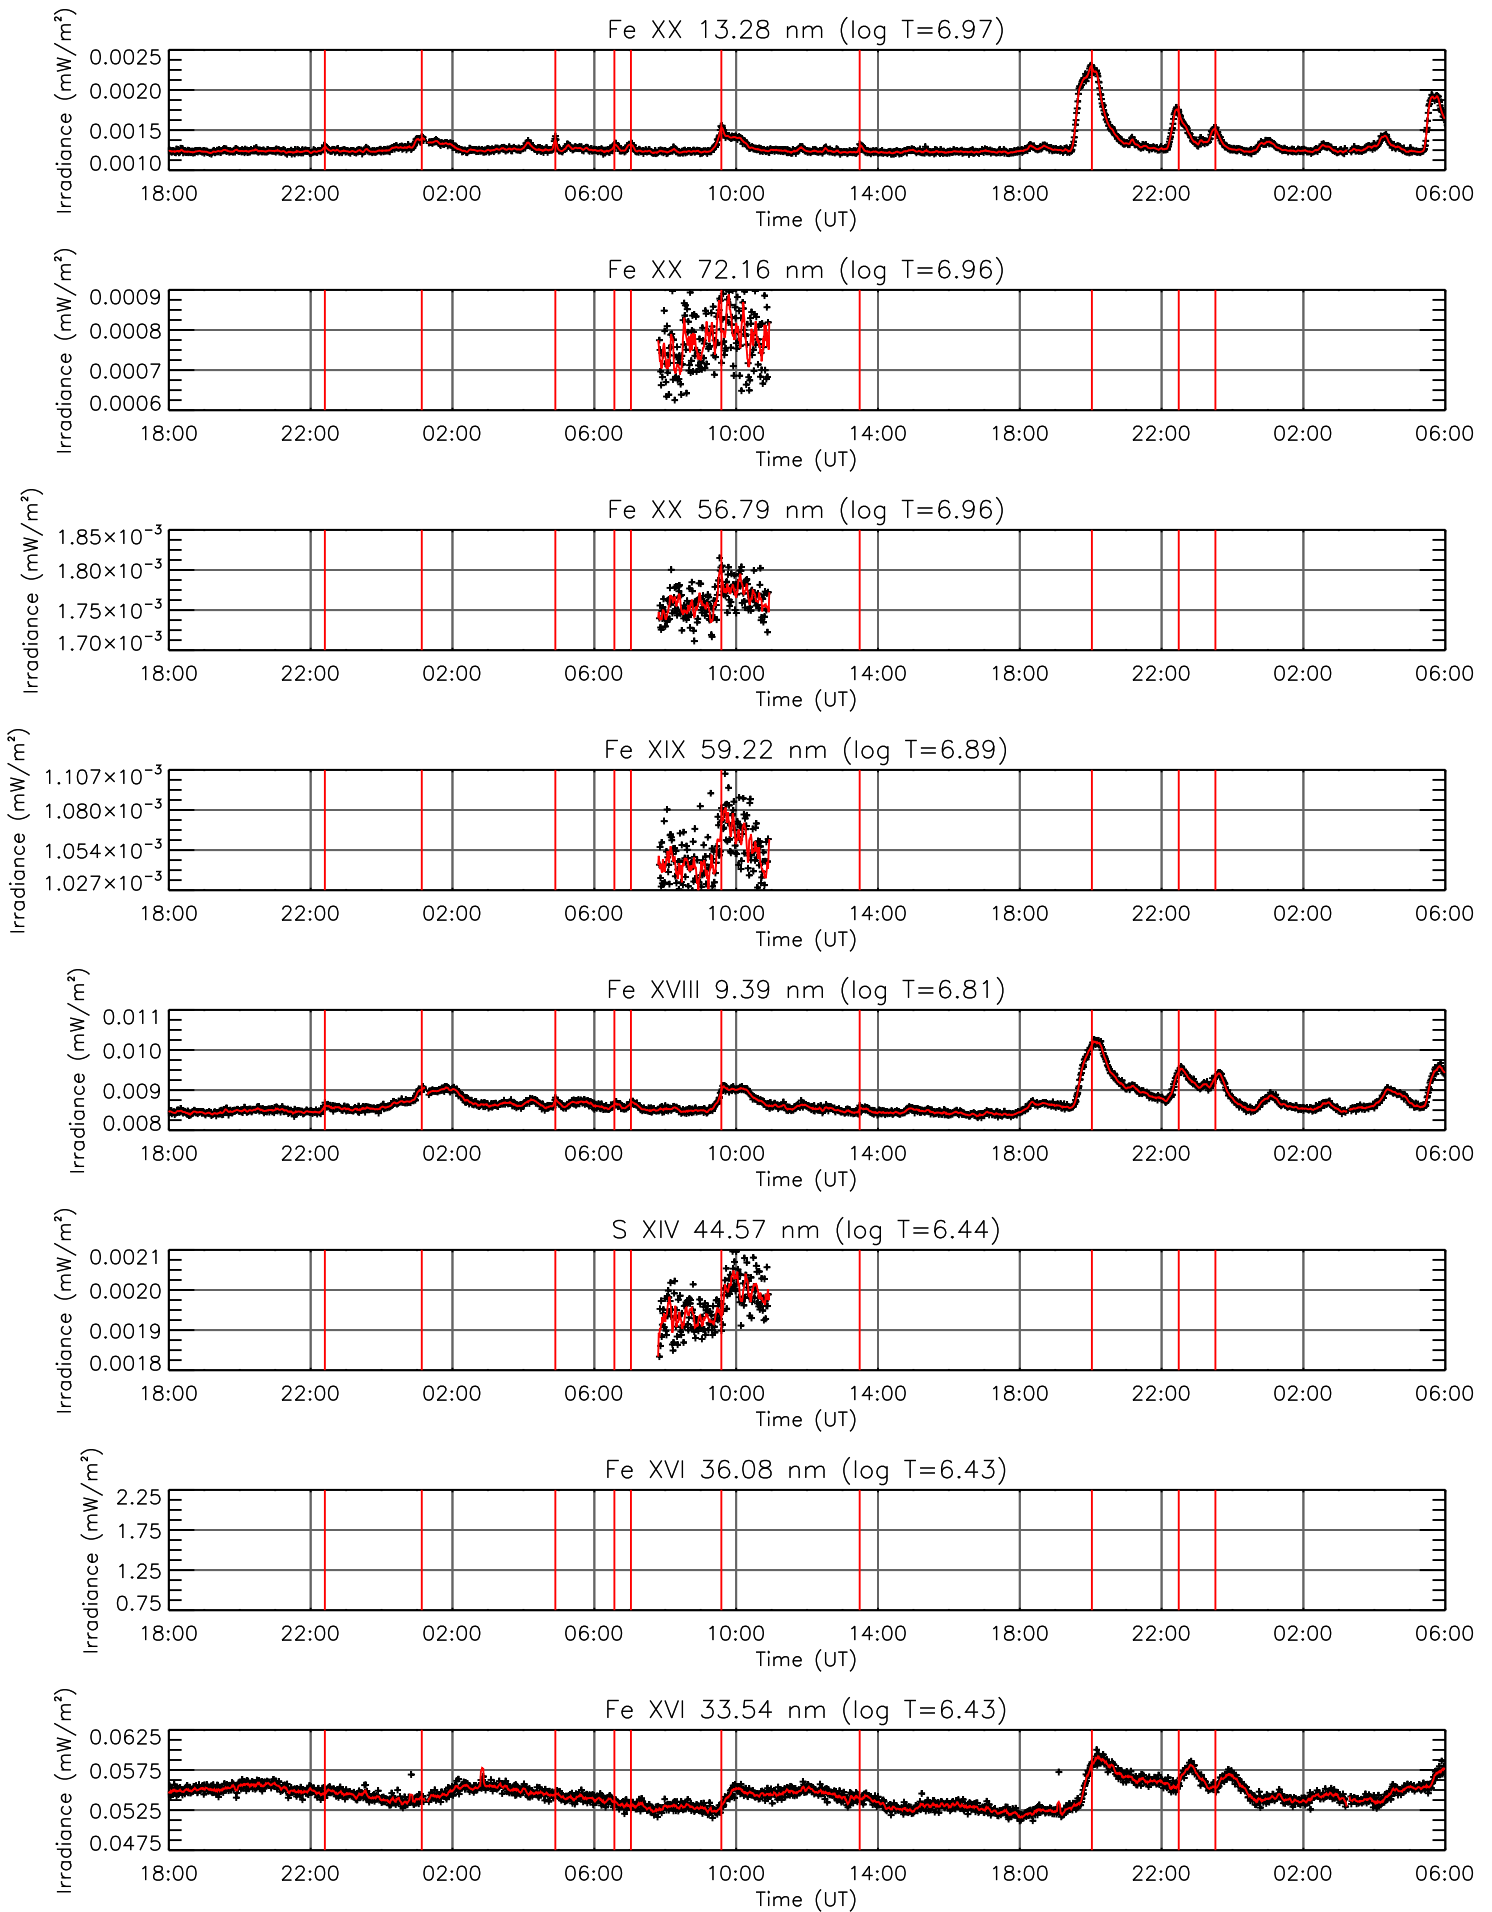 Fe XX 13.28 nm (log T=6.97)
Irradiance (mW/m²)
0.0025
0.0020
0.0015
0.0010
18:00 22:00 02:00 06:00 10:00 14:00 18:00 22:00 02:00 06:00
Time (UT)
Fe XX 72.16 nm (log T=6.96)
Irradiance (mW/m²)
0.0009
0.0008
0.0007
0.0006
18:00 22:00 02:00 06:00 10:00 14:00 18:00 22:00 02:00 06:00
Time (UT)
Fe XX 56.79 nm (log T=6.96)
Irradiance (mW/m²)
1.85×10⁻³
1.80×10⁻³
1.75×10⁻³
1.70×10⁻³
18:00 22:00 02:00 06:00 10:00 14:00 18:00 22:00 02:00 06:00
Time (UT)
Fe XIX 59.22 nm (log T=6.89)
Irradiance (mW/m²)
1.107×10⁻³
1.080×10⁻³
1.054×10⁻³
1.027×10⁻³
18:00 22:00 02:00 06:00 10:00 14:00 18:00 22:00 02:00 06:00
Time (UT)
Fe XVIII 9.39 nm (log T=6.81)
Irradiance (mW/m²)
0.011
0.010
0.009
0.008
18:00 22:00 02:00 06:00 10:00 14:00 18:00 22:00 02:00 06:00
Time (UT)
S XIV 44.57 nm (log T=6.44)
Irradiance (mW/m²)
0.0021
0.0020
0.0019
0.0018
18:00 22:00 02:00 06:00 10:00 14:00 18:00 22:00 02:00 06:00
Time (UT)
Fe XVI 36.08 nm (log T=6.43)
Irradiance (mW/m²)
2.25
1.75
1.25
0.75
18:00 22:00 02:00 06:00 10:00 14:00 18:00 22:00 02:00 06:00
Time (UT)
Fe XVI 33.54 nm (log T=6.43)
Irradiance (mW/m²)
0.0625
0.0575
0.0525
0.0475
18:00 22:00 02:00 06:00 10:00 14:00 18:00 22:00 02:00 06:00
Time (UT)